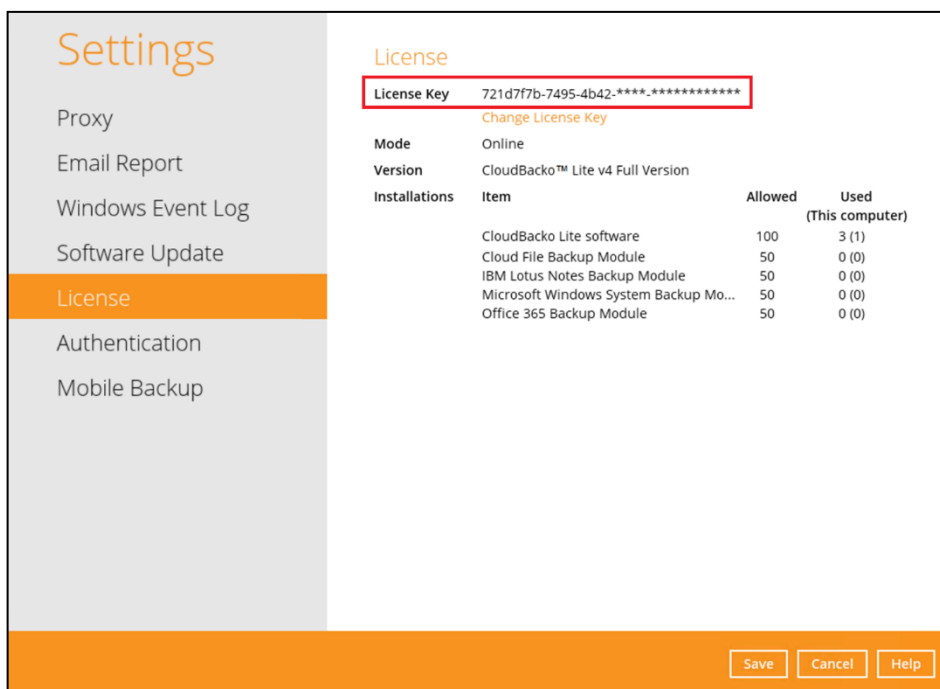 Settings
Proxy
Email Report
Windows Event Log
Software Update
License
Authentication
Mobile Backup
License
License Key 721d7f7b-7495-4b42-****-************
Change License Key
Mode Online
Version CloudBacko™ Lite v4 Full Version
Installations Item Allowed Used
(This computer)
CloudBacko Lite software 100 3 (1)
Cloud File Backup Module 50 0 (0)
IBM Lotus Notes Backup Module 50 0 (0)
Microsoft Windows System Backup Mo... 50 0 (0)
Office 365 Backup Module 50 0 (0)
Save Cancel Help